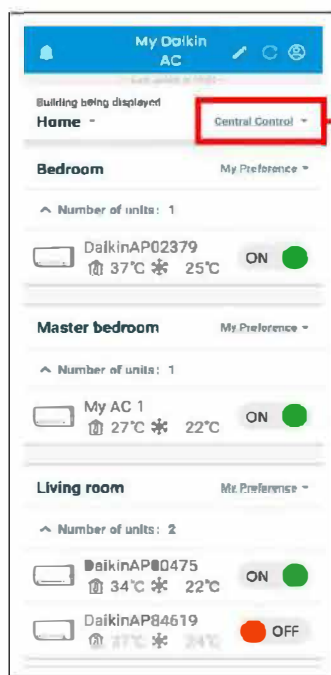 My Daikin
AC
Building being displayed
Home
Central Control
Bedroom
My Preference
Number of units: 1
DaikinAP02379
37°C 25°C
ON
Master bedroom
My Preference
Number of units: 1
My AC 1
27°C 22°C
ON
Living room
My Preference
Number of units: 2
DaikinAP00475
34°C 22°C
ON
DaikinAP84619
OFF